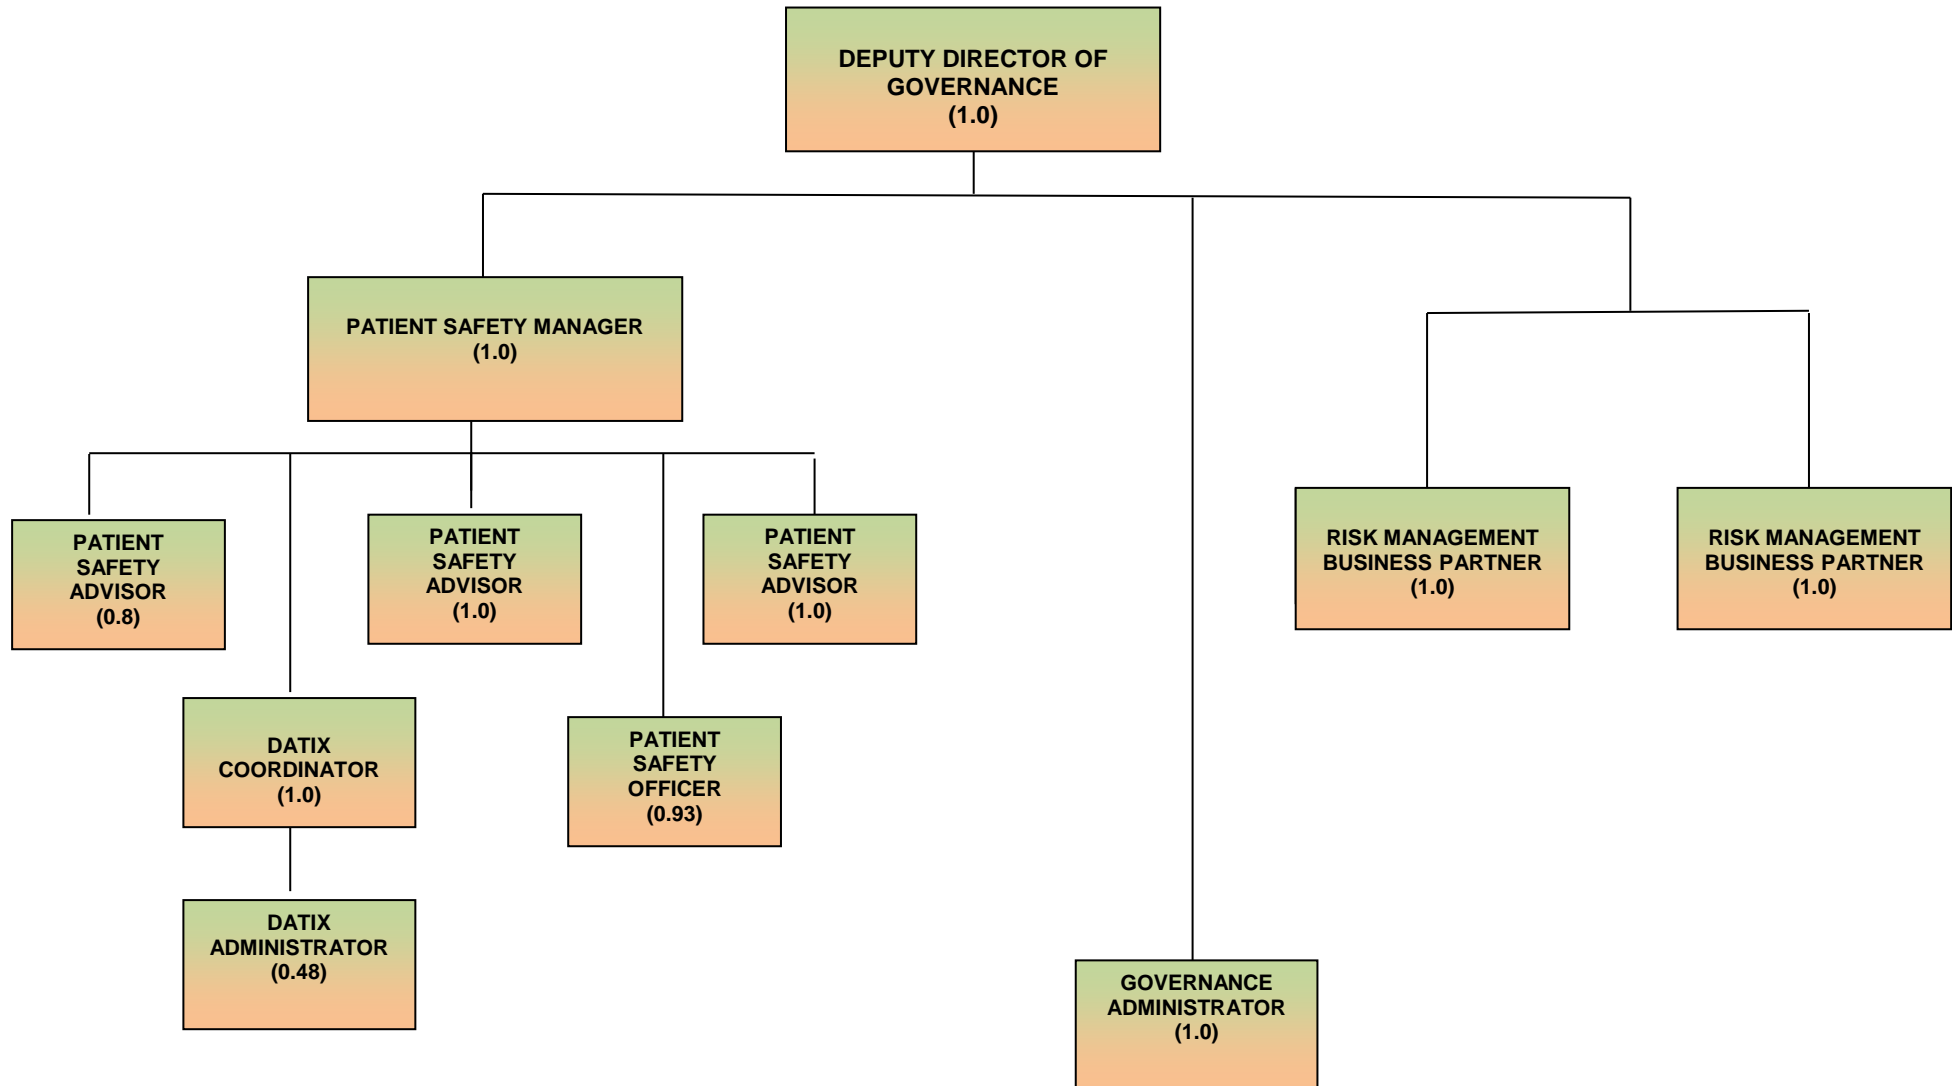 DEPUTY DIRECTOR OF
GOVERNANCE
(1.0)
PATIENT SAFETY MANAGER
(1.0)
PATIENT
SAFETY
ADVISOR
(0.8)
PATIENT
SAFETY
ADVISOR
(1.0)
PATIENT
SAFETY
ADVISOR
(1.0)
RISK MANAGEMENT
BUSINESS PARTNER
(1.0)
RISK MANAGEMENT
BUSINESS PARTNER
(1.0)
DATIX
COORDINATOR
(1.0)
PATIENT
SAFETY
OFFICER
(0.93)
DATIX
ADMINISTRATOR
(0.48)
GOVERNANCE
ADMINISTRATOR
(1.0)